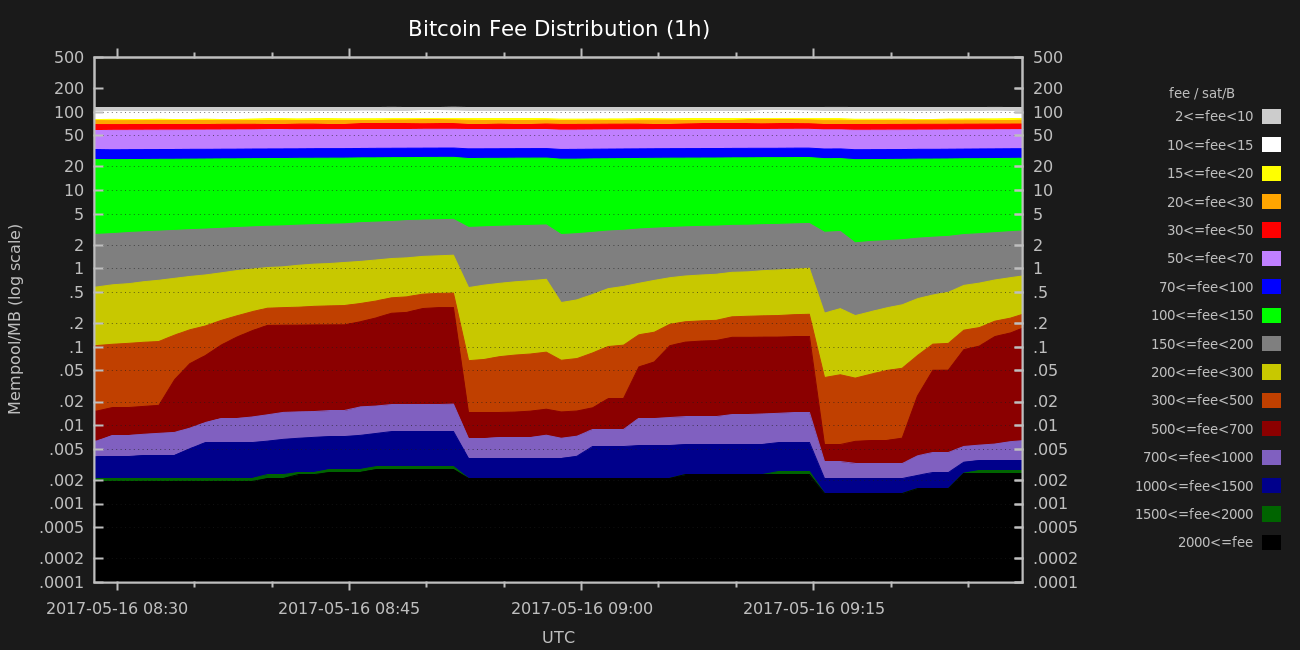 Bitcoin Fee Distribution (1h)
Mempool/MB (log scale)
500
200
100
50
20
10
5
2
1
.5
.2
.1
.05
.02
.01
.005
.002
.001
.0005
.0002
.0001
500
200
100
50
20
10
5
2
1
.5
.2
.1
.05
.02
.01
.005
.002
.001
.0005
.0002
.0001
2017-05-16 08:30
2017-05-16 08:45
2017-05-16 09:00
2017-05-16 09:15
UTC
fee / sat/B
2<=fee<10
10<=fee<15
15<=fee<20
20<=fee<30
30<=fee<50
50<=fee<70
70<=fee<100
100<=fee<150
150<=fee<200
200<=fee<300
300<=fee<500
500<=fee<700
700<=fee<1000
1000<=fee<1500
1500<=fee<2000
2000<=fee